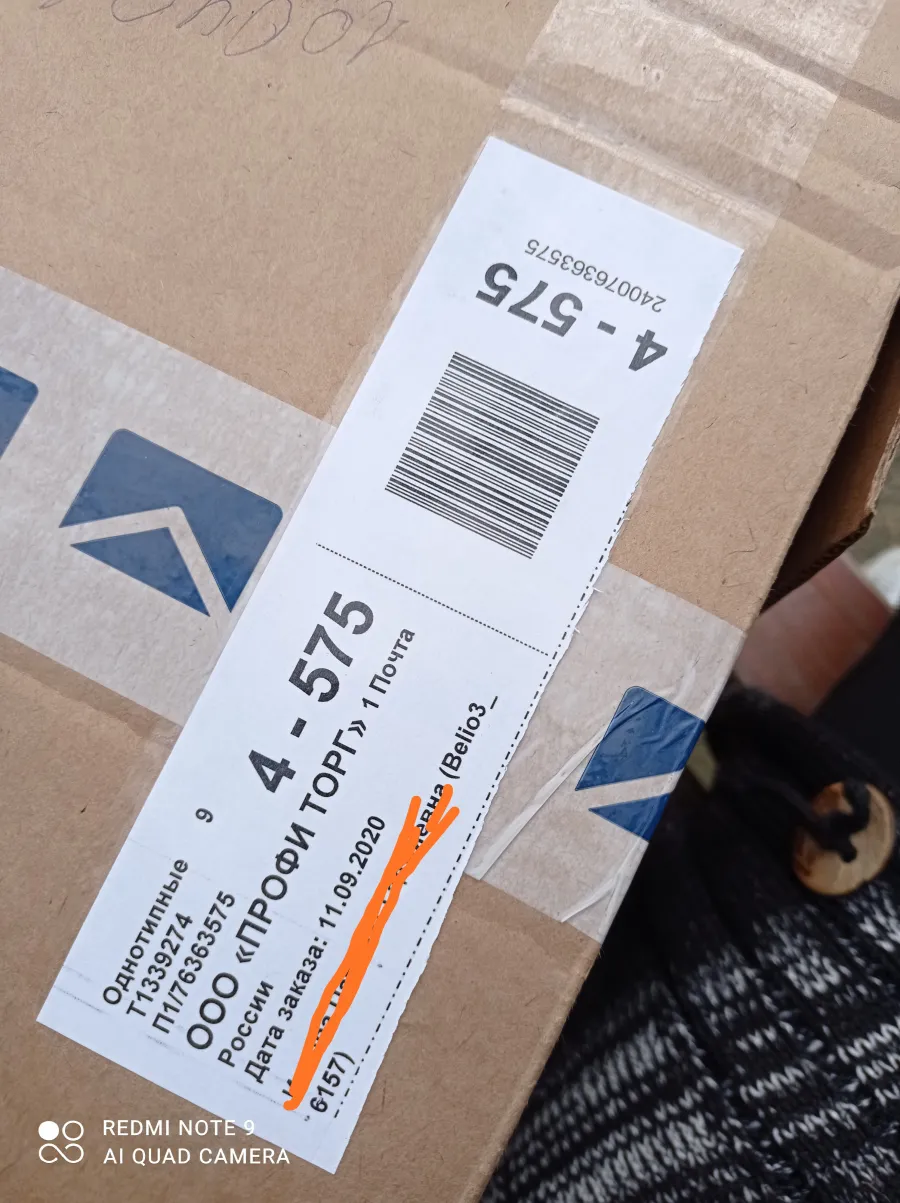 240076363575
4 - 575
Однотипные 9
Т1339274
П1/76363575
4 - 575
ООО «ПРОФИ ТОРГ» 1 Почта
России
Дата заказа: 11.09.2020
(Belio3_
6157)
REDMI NOTE 9
AI QUAD CAMERA